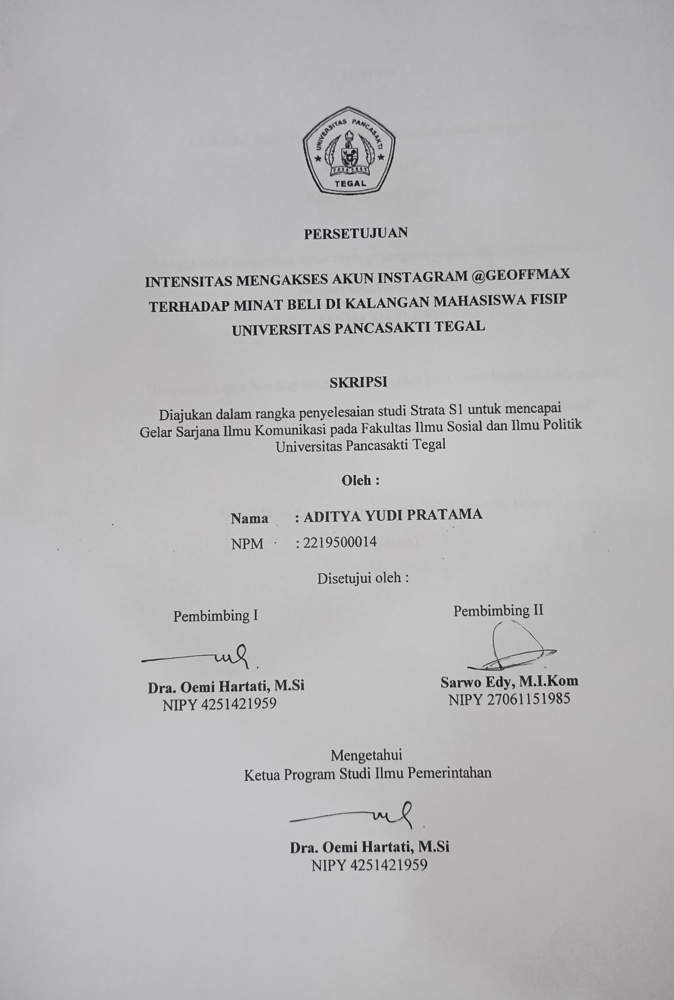 UNIVERSITAS PANCASAKTI
TEGAL
PERSETUJUAN
INTENSITAS MENGAKSES AKUN INSTAGRAM @GEOFFMAX
TERHADAP MINAT BELI DI KALANGAN MAHASISWA FISIP
UNIVERSITAS PANCASAKTI TEGAL
SKRIPSI
Diajukan dalam rangka penyelesaian studi Strata S1 untuk mencapai
Gelar Sarjana Ilmu Komunikasi pada Fakultas Ilmu Sosial dan Ilmu Politik
Universitas Pancasakti Tegal
Oleh :
Nama : ADITYA YUDI PRATAMA
NPM : 2219500014
Disetujui oleh :
Pembimbing I
Pembimbing II
Dra. Oemi Hartati, M.Si
NIPY 4251421959
Sarwo Edy, M.I.Kom
NIPY 27061151985
Mengetahui
Ketua Program Studi Ilmu Pemerintahan
Dra. Oemi Hartati, M.Si
NIPY 4251421959